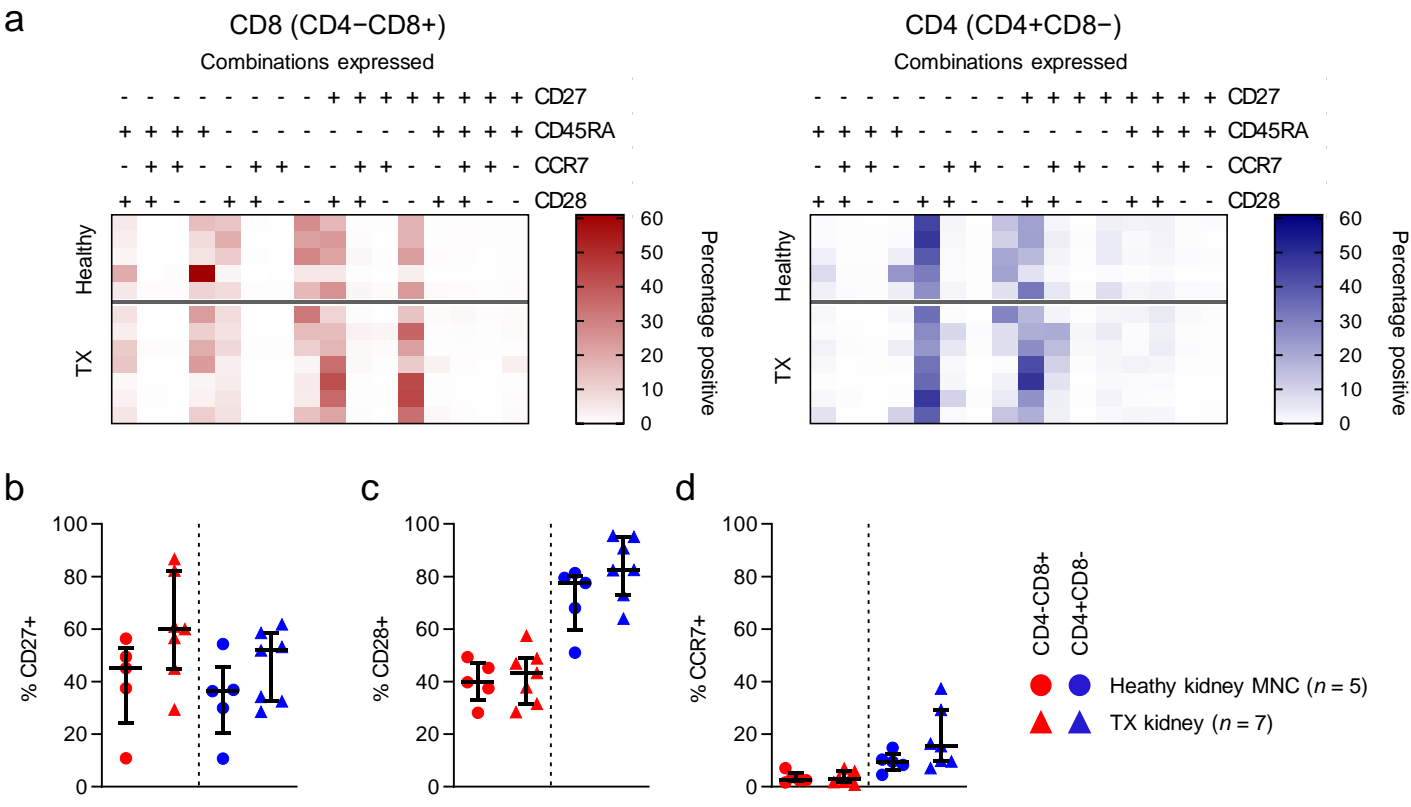 a
CD8 (CD4−CD8+)
Combinations expressed
- - - - - - - - + + + + + + + + CD27
+ + + + - - - - - - - - + + + + CD45RA
- + + - - + + - - + + - - + + - CCR7
+ + - - + + - - + + - - + + - - CD28
Healthy
TX
60
50
40
30
20
10
0
Percentage positive
CD4 (CD4+CD8−)
Combinations expressed
- - - - - - - - + + + + + + + + CD27
+ + + + - - - - - - - - + + + + CD45RA
- + + - - + + - - + + - - + + - CCR7
+ + - - + + - - + + - - + + - - CD28
Healthy
TX
60
50
40
30
20
10
0
Percentage positive
b
100
80
60
40
20
0
% CD27+
c
100
80
60
40
20
0
% CD28+
d
100
80
60
40
20
0
% CCR7+
CD4-CD8+
CD4+CD8-
Heathy kidney MNC (n = 5)
TX kidney (n = 7)